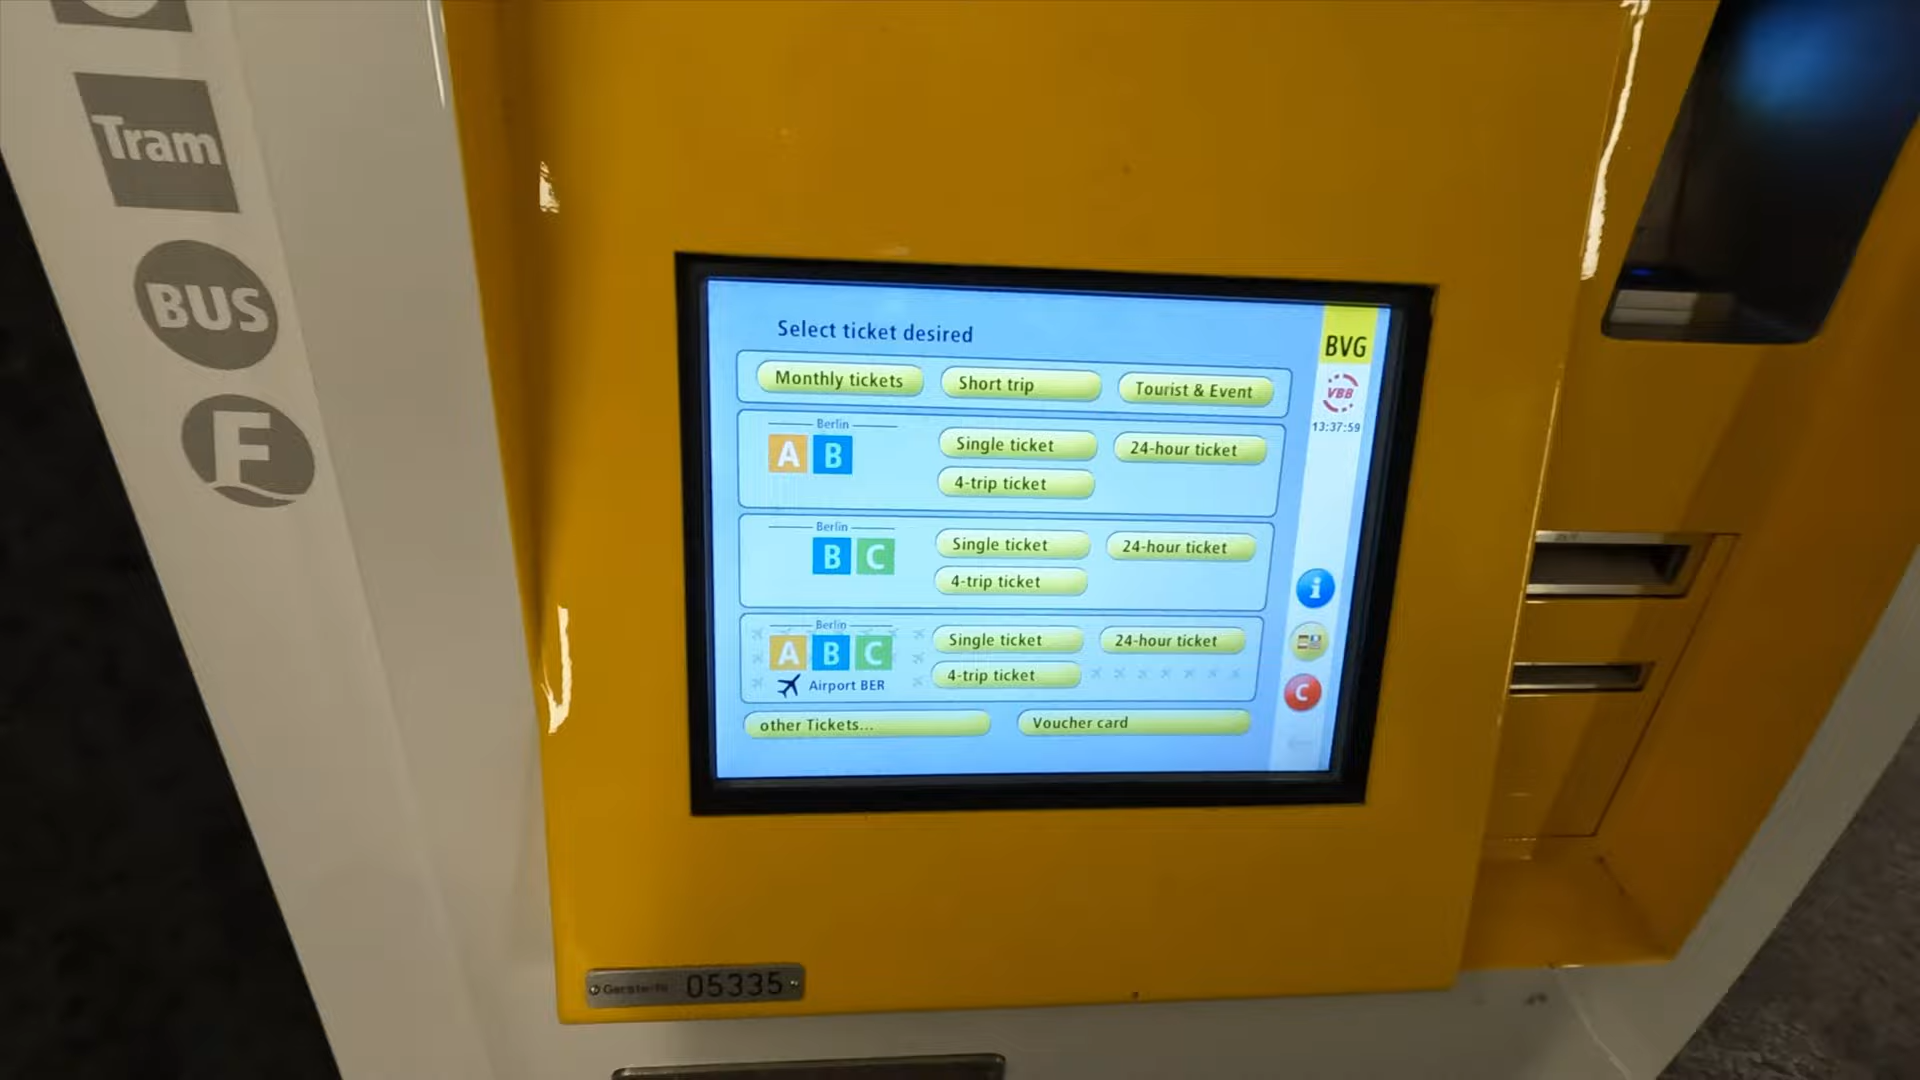 Tram
BUS
F
Select ticket desired
BVG
Monthly tickets
Short trip
Tourist & Event
VBB
13:37:59
Berlin
A B
Single ticket
24-hour ticket
4-trip ticket
Berlin
B C
Single ticket
24-hour ticket
4-trip ticket
i
Berlin
A B C
Single ticket
24-hour ticket
Airport BER
4-trip ticket
C
other Tickets...
Voucher card
05335